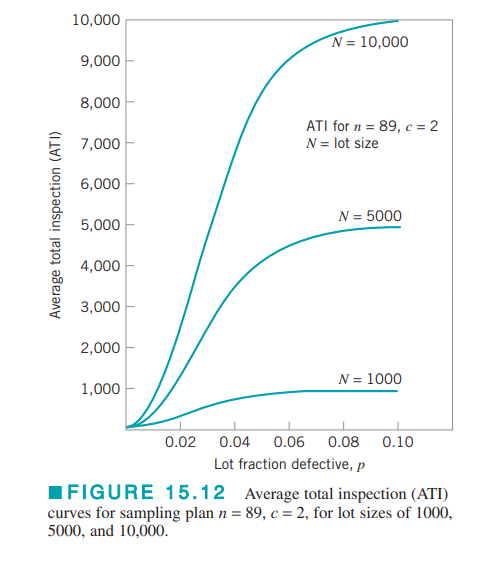 10,000
9,000
8,000
7,000
6,000
5,000
4,000
3,000
2,000
1,000
Average total inspection (ATI)
N = 10,000
ATI for n = 89, c = 2
N = lot size
N = 5000
N = 1000
0.02 0.04 0.06 0.08 0.10
Lot fraction defective, p
■ FIGURE 15.12 Average total inspection (ATI)
curves for sampling plan n = 89, c = 2, for lot sizes of 1000,
5000, and 10,000.